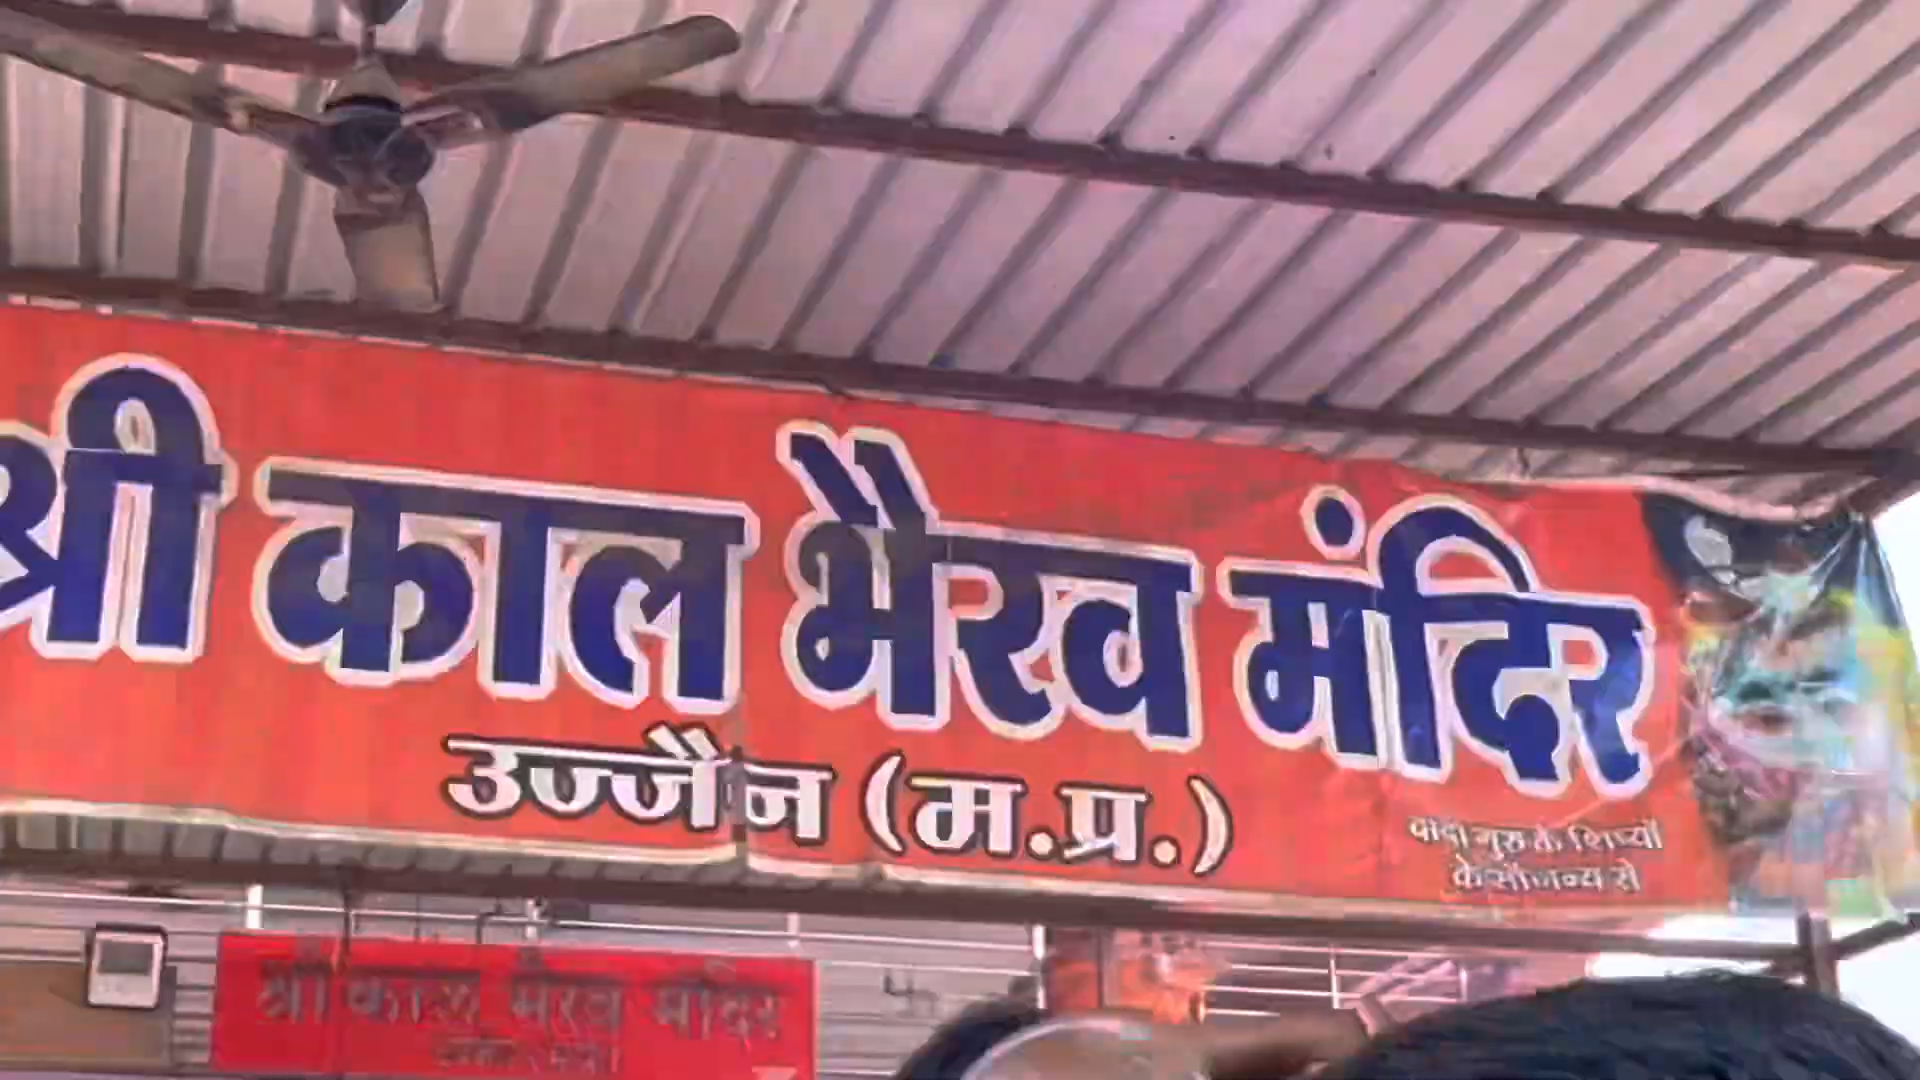 श्री काल भैरव मंदिर
उज्जैन (म.प्र.)
दादा गुरु के शिष्यों
के सौजन्य से
श्री काल भैरव मंदिर